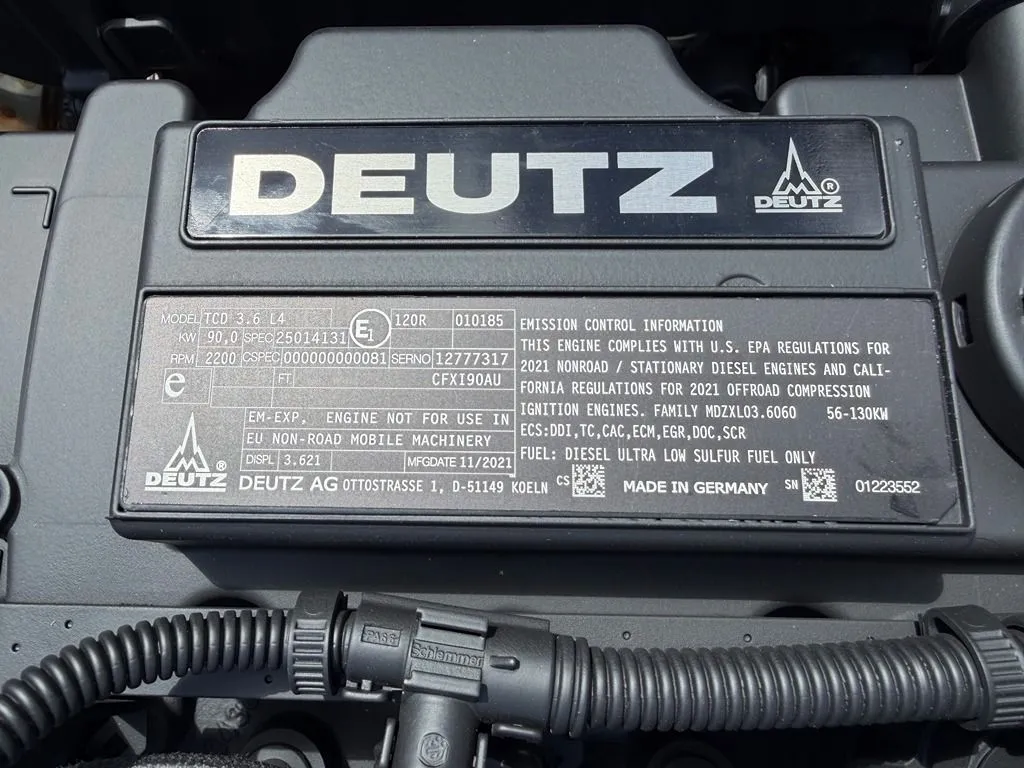 DEUTZ
DEUTZ ®
MODEL TCD 3.6 L4 E1 120R 010185
KW 90,0 SPEC 25014131
RPM 2200 CSPEC 000000000081 SERNO 12777317
e FT CFXI90AU
EM-EXP. ENGINE NOT FOR USE IN
EU NON-ROAD MOBILE MACHINERY
DISPL 3.621 MFGDATE 11/2021
DEUTZ ®
EMISSION CONTROL INFORMATION
THIS ENGINE COMPLIES WITH U.S. EPA REGULATIONS FOR
2021 NONROAD / STATIONARY DIESEL ENGINES AND CALI-
FORNIA REGULATIONS FOR 2021 OFFROAD COMPRESSION
IGNITION ENGINES. FAMILY MDZXL03.6060 56-130KW
ECS:DDI,TC,CAC,ECM,EGR,DOC,SCR
FUEL: DIESEL ULTRA LOW SULFUR FUEL ONLY
DEUTZ AG OTTOSTRASSE 1, D-51149 KOELN CS MADE IN GERMANY SN 01223552
PA66
Schlemmer